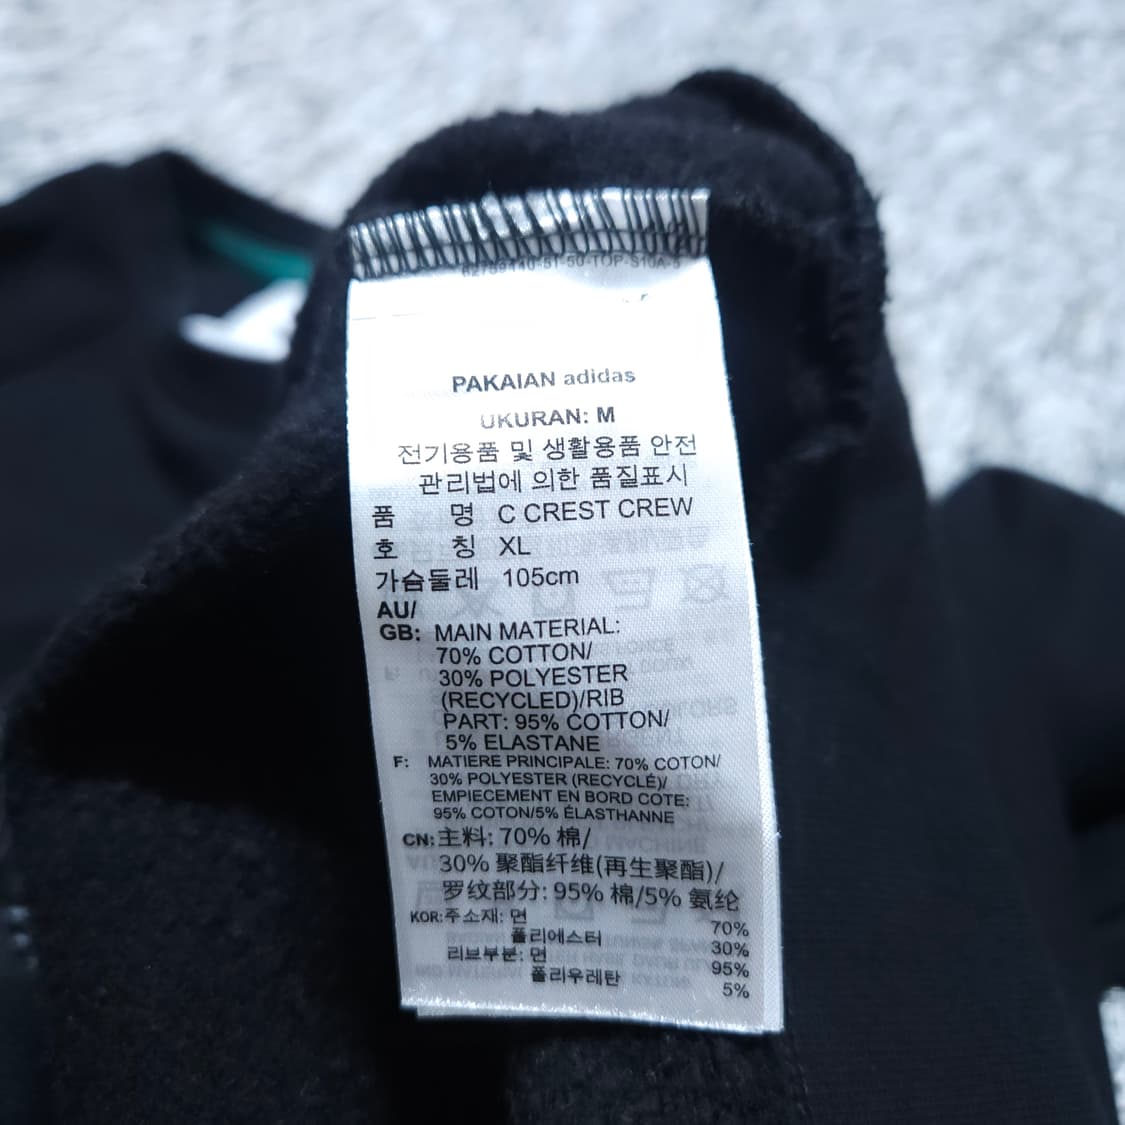 PAKAIAN adidas
UKURAN: M
전기용품 및 생활용품 안전
관리법에 의한 품질표시
품 명 C CREST CREW
호 칭 XL
가슴둘레 105cm
AU/
GB: MAIN MATERIAL:
70% COTTON/
30% POLYESTER
(RECYCLED)/RIB
PART: 95% COTTON/
5% ELASTANE
F: MATIERE PRINCIPALE: 70% COTON/
30% POLYESTER (RECYCLÉ)/
EMPIECEMENT EN BORD COTE:
95% COTON/5% ÉLASTHANNE
CN: 主料: 70% 棉/
30% 聚酯纤维(再生聚酯)/
罗纹部分: 95% 棉/5% 氨纶
KOR: 주소재: 면 70%
폴리에스터 30%
리브부분: 면 95%
폴리우레탄 5%